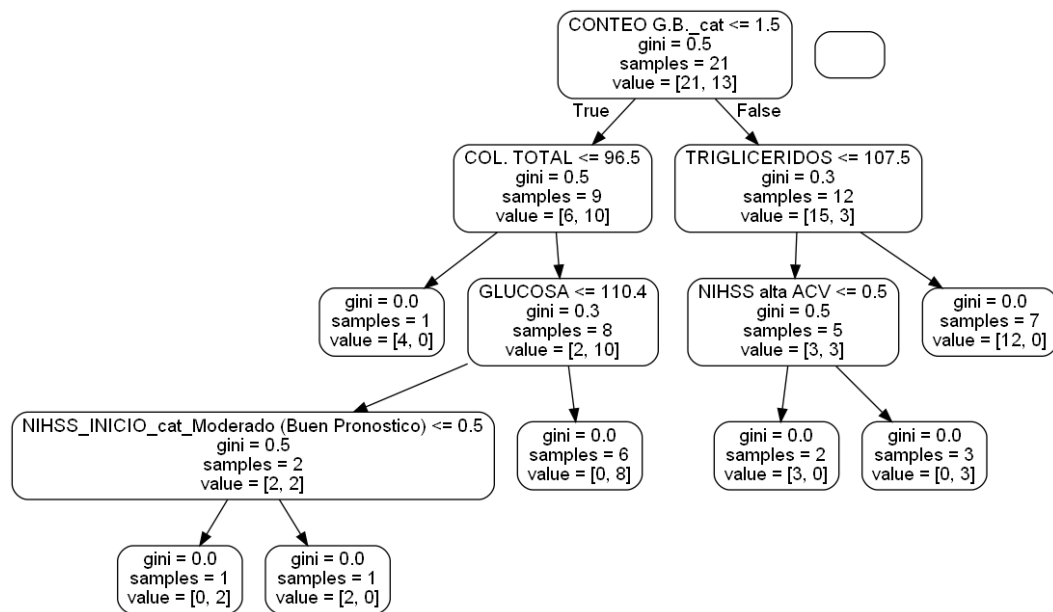 CONTEO G.B._cat <= 1.5
gini = 0.5
samples = 21
value = [21, 13]
True
False
COL. TOTAL <= 96.5
gini = 0.5
samples = 9
value = [6, 10]
TRIGLICERIDOS <= 107.5
gini = 0.3
samples = 12
value = [15, 3]
gini = 0.0
samples = 1
value = [4, 0]
GLUCOSA <= 110.4
gini = 0.3
samples = 8
value = [2, 10]
NIHSS alta ACV <= 0.5
gini = 0.5
samples = 5
value = [3, 3]
gini = 0.0
samples = 7
value = [12, 0]
NIHSS_INICIO_cat_Moderado (Buen Pronostico) <= 0.5
gini = 0.5
samples = 2
value = [2, 2]
gini = 0.0
samples = 6
value = [0, 8]
gini = 0.0
samples = 2
value = [3, 0]
gini = 0.0
samples = 3
value = [0, 3]
gini = 0.0
samples = 1
value = [0, 2]
gini = 0.0
samples = 1
value = [2, 0]